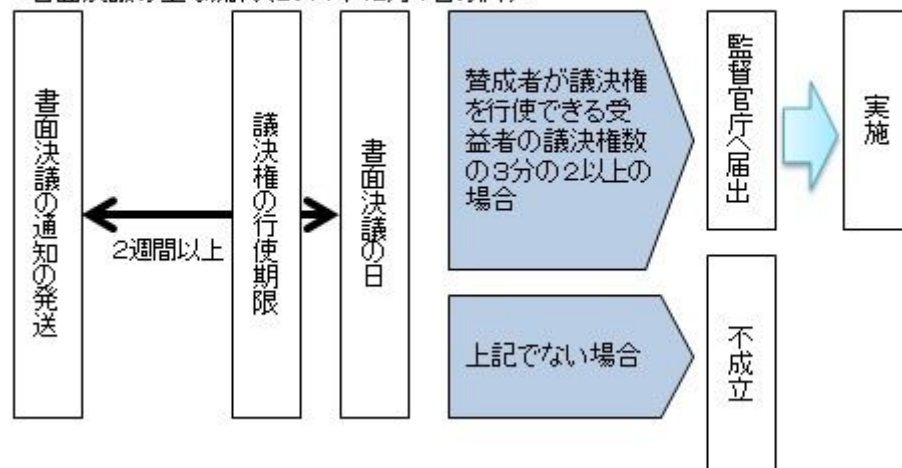 書面決議の通知の発送
2週間以上
議決権の行使期限
書面決議の日
賛成者が議決権
を行使できる受
益者の議決権数
の3分の2以上の
場合
監督官庁へ届出
実施
上記でない場合
不成立